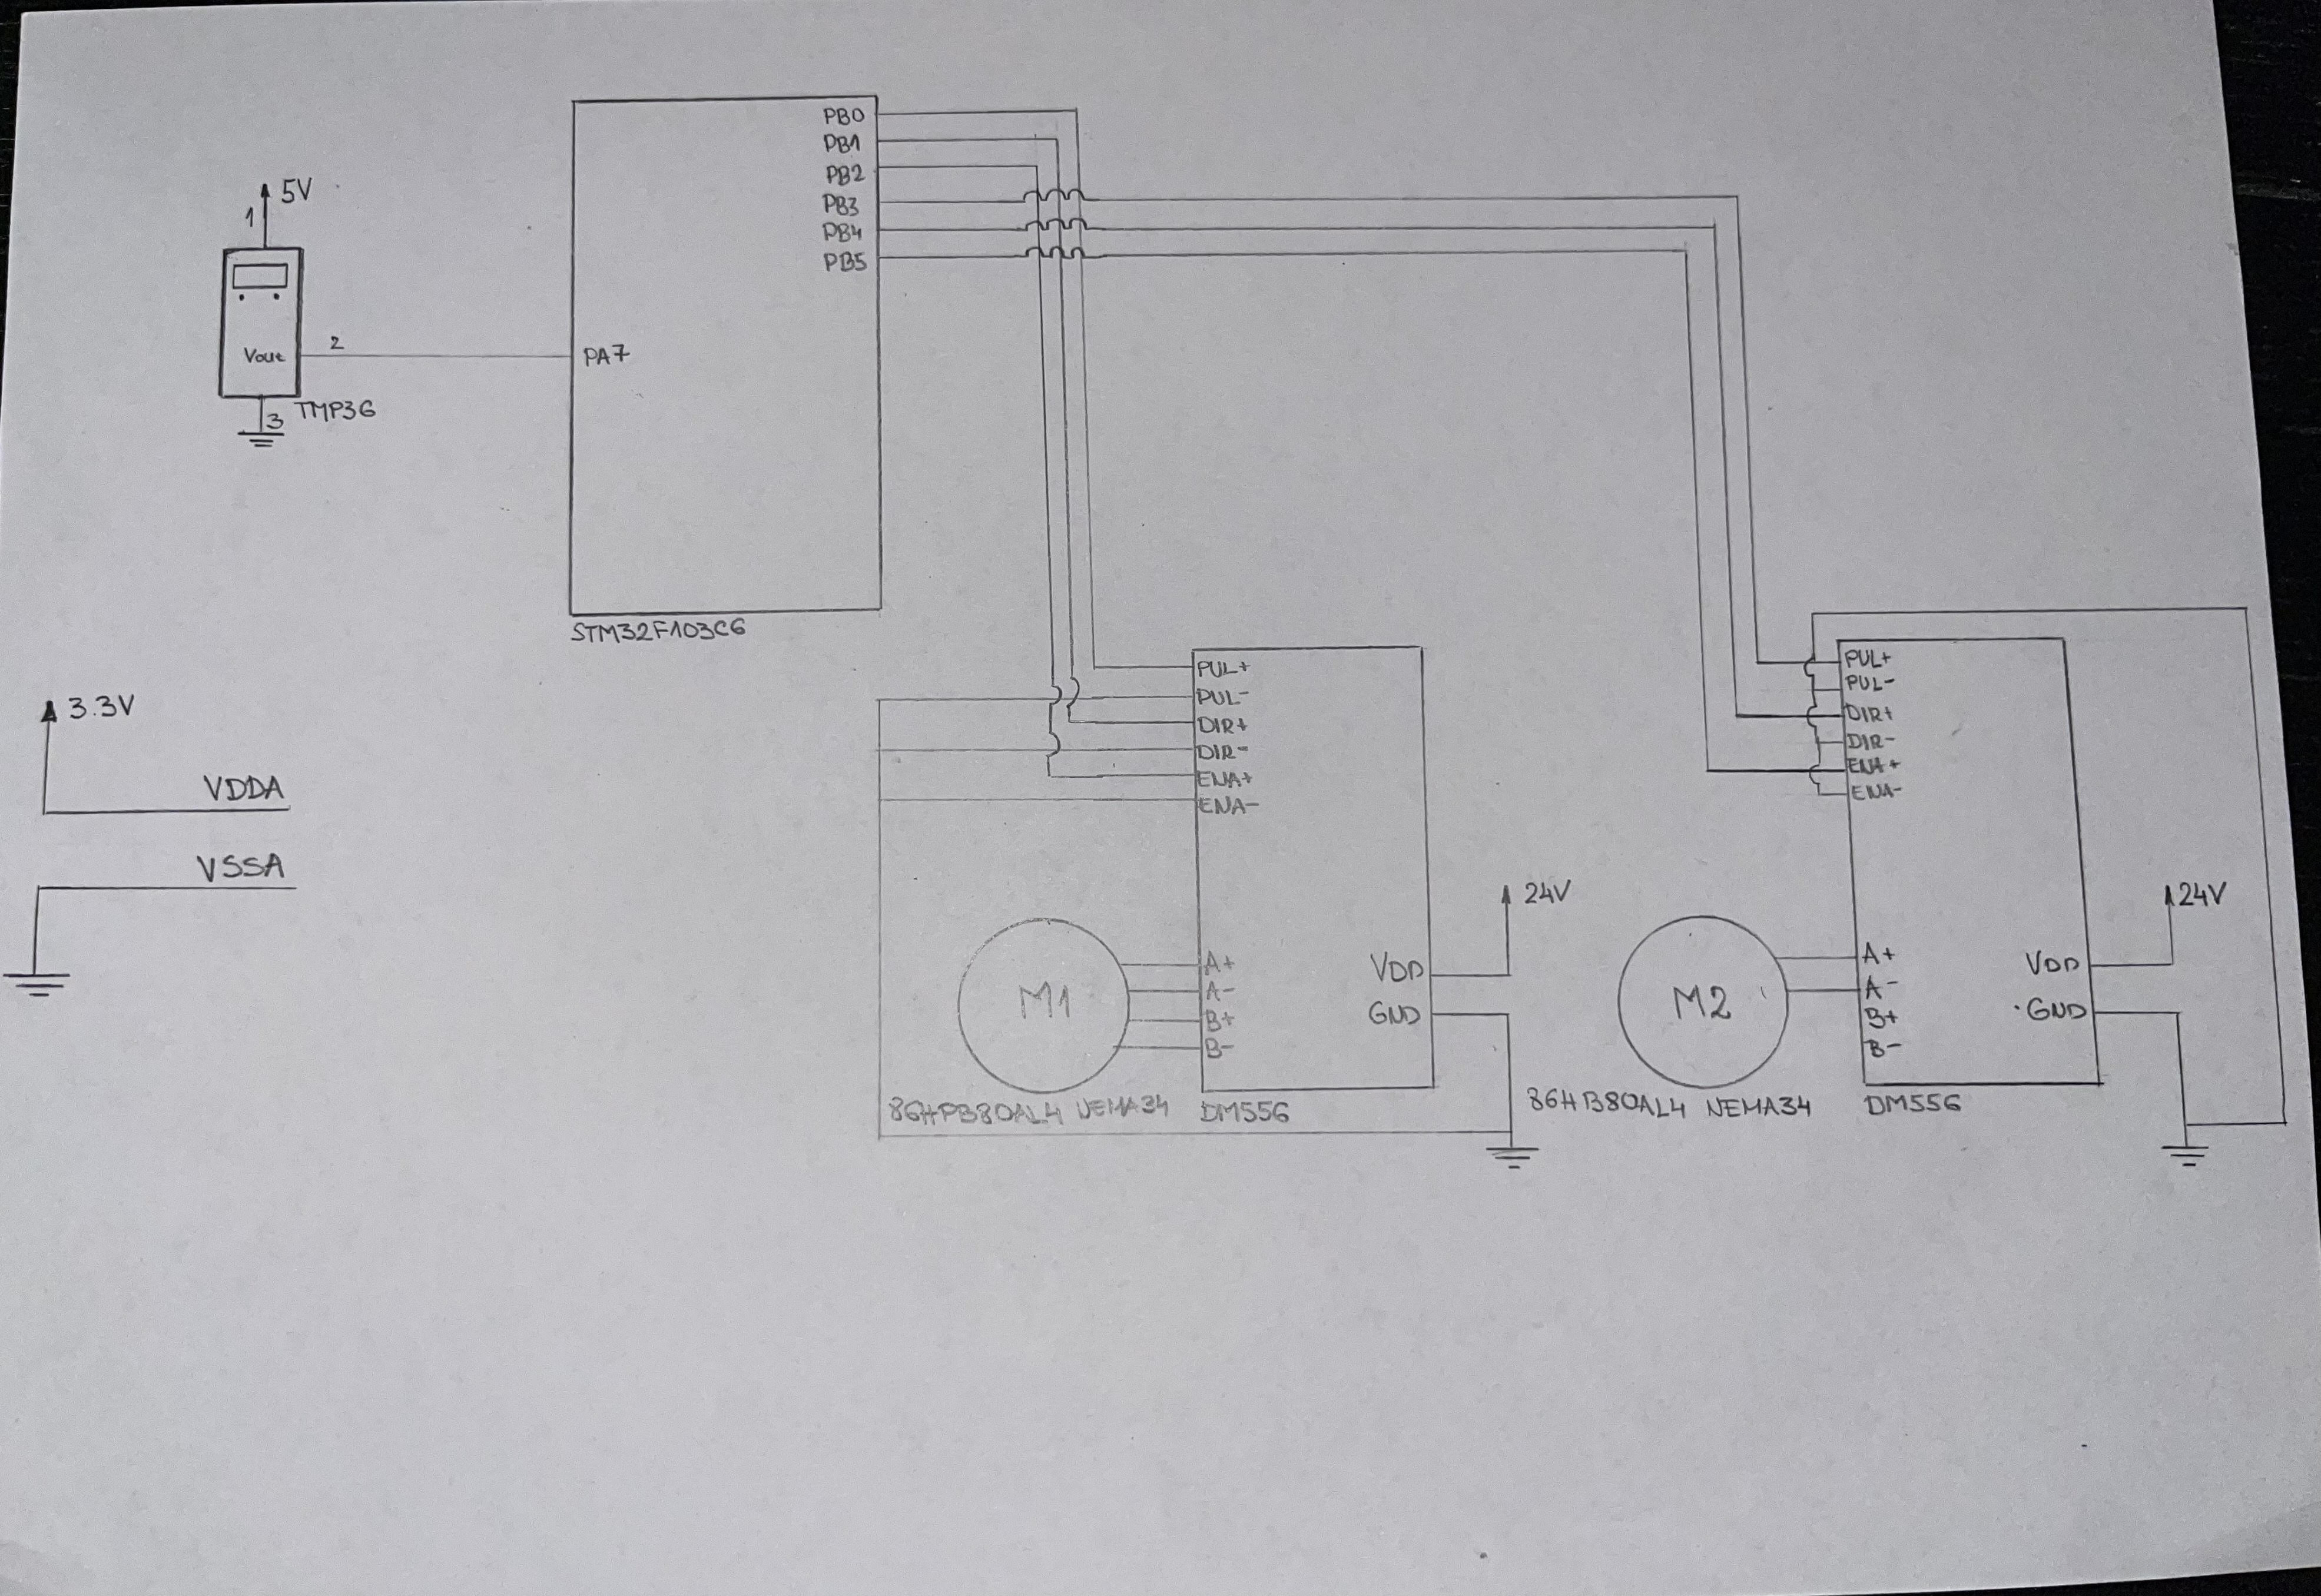 5V
1
Vout
2
3
TMP36
PB0
PB1
PB2
PB3
PB4
PB5
PA7
STM32F103C6
3.3V
VDDA
VSSA
PUL+
PUL-
DIR+
DIR-
ENA+
ENA-
A+
A-
B+
B-
VDD
GND
24V
M1
86HPB80AL4 NEMA34
DM556
PUL+
PUL-
DIR+
DIR-
ENA+
ENA-
A+
A-
B+
B-
VDD
GND
24V
M2
86HB80AL4 NEMA34
DM556